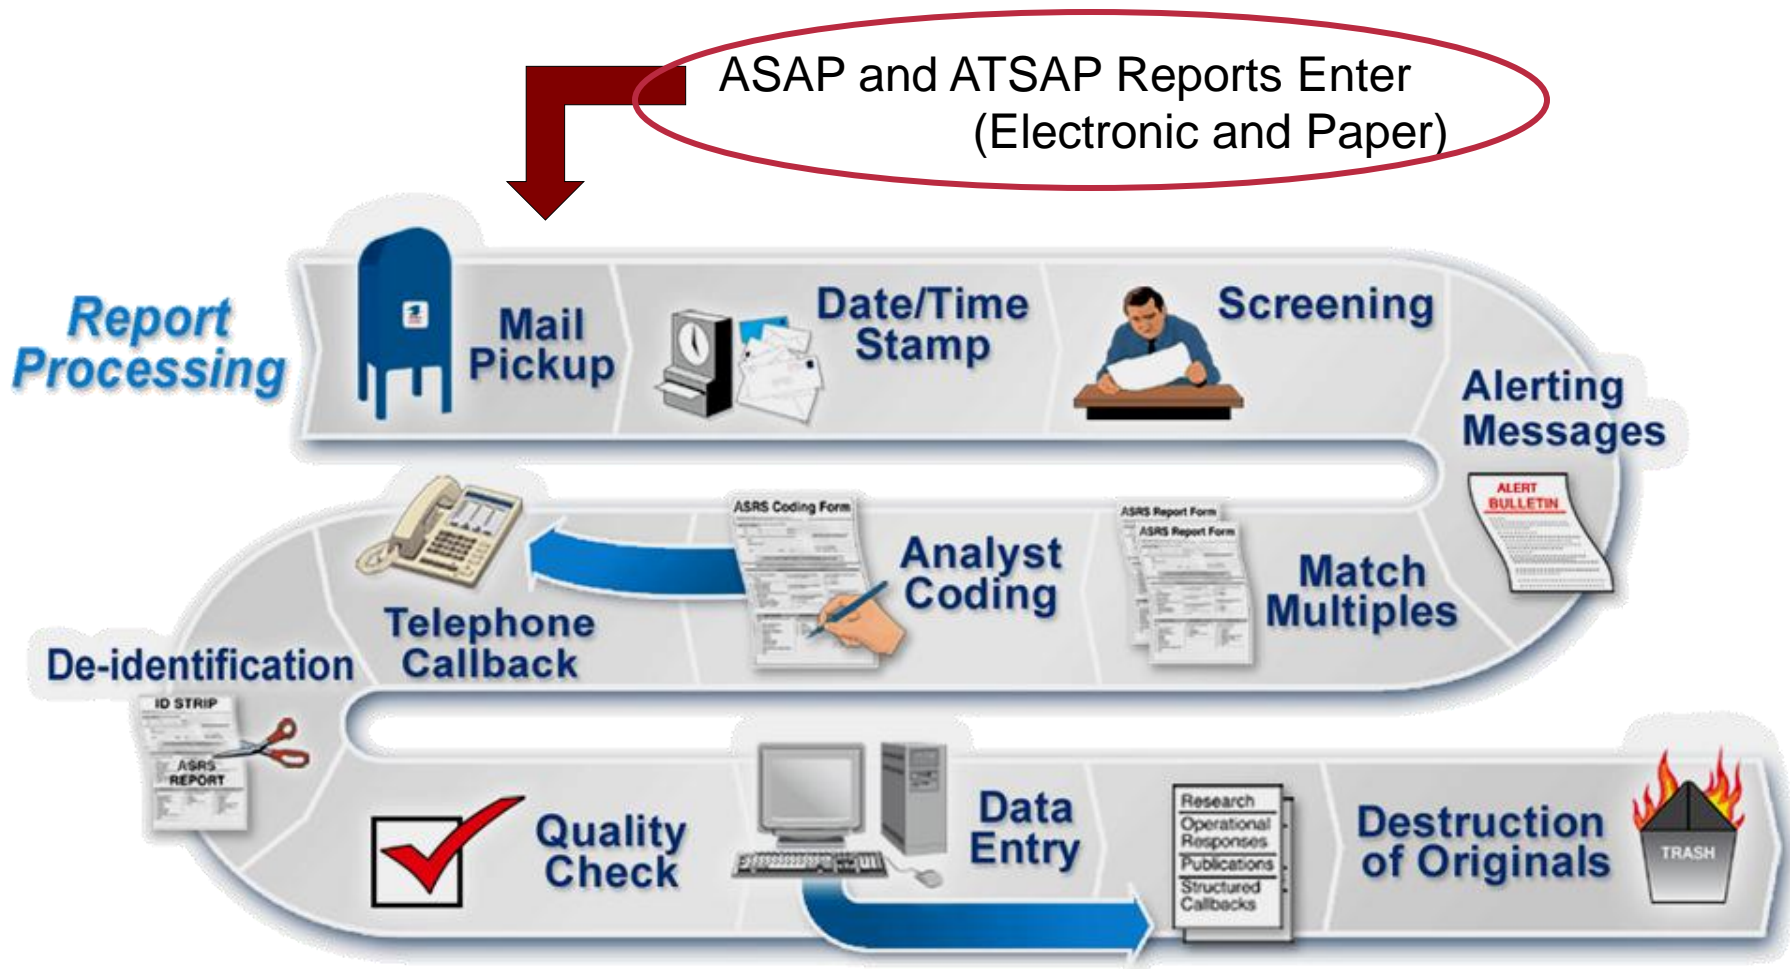 ASAP and ATSAP Reports Enter
(Electronic and Paper)
Report
Processing
Mail
Pickup
Date/Time
Stamp
Screening
Alerting
Messages
ALERT
BULLETIN
ASRS Report Form
ASRS Report Form
Match
Multiples
ASRS Coding Form
Analyst
Coding
Telephone
Callback
De-identification
ID STRIP
ASRS
REPORT
Quality
Check
Data
Entry
Research
Operational
Responses
Publications
Structured
Callbacks
Destruction
of Originals
TRASH